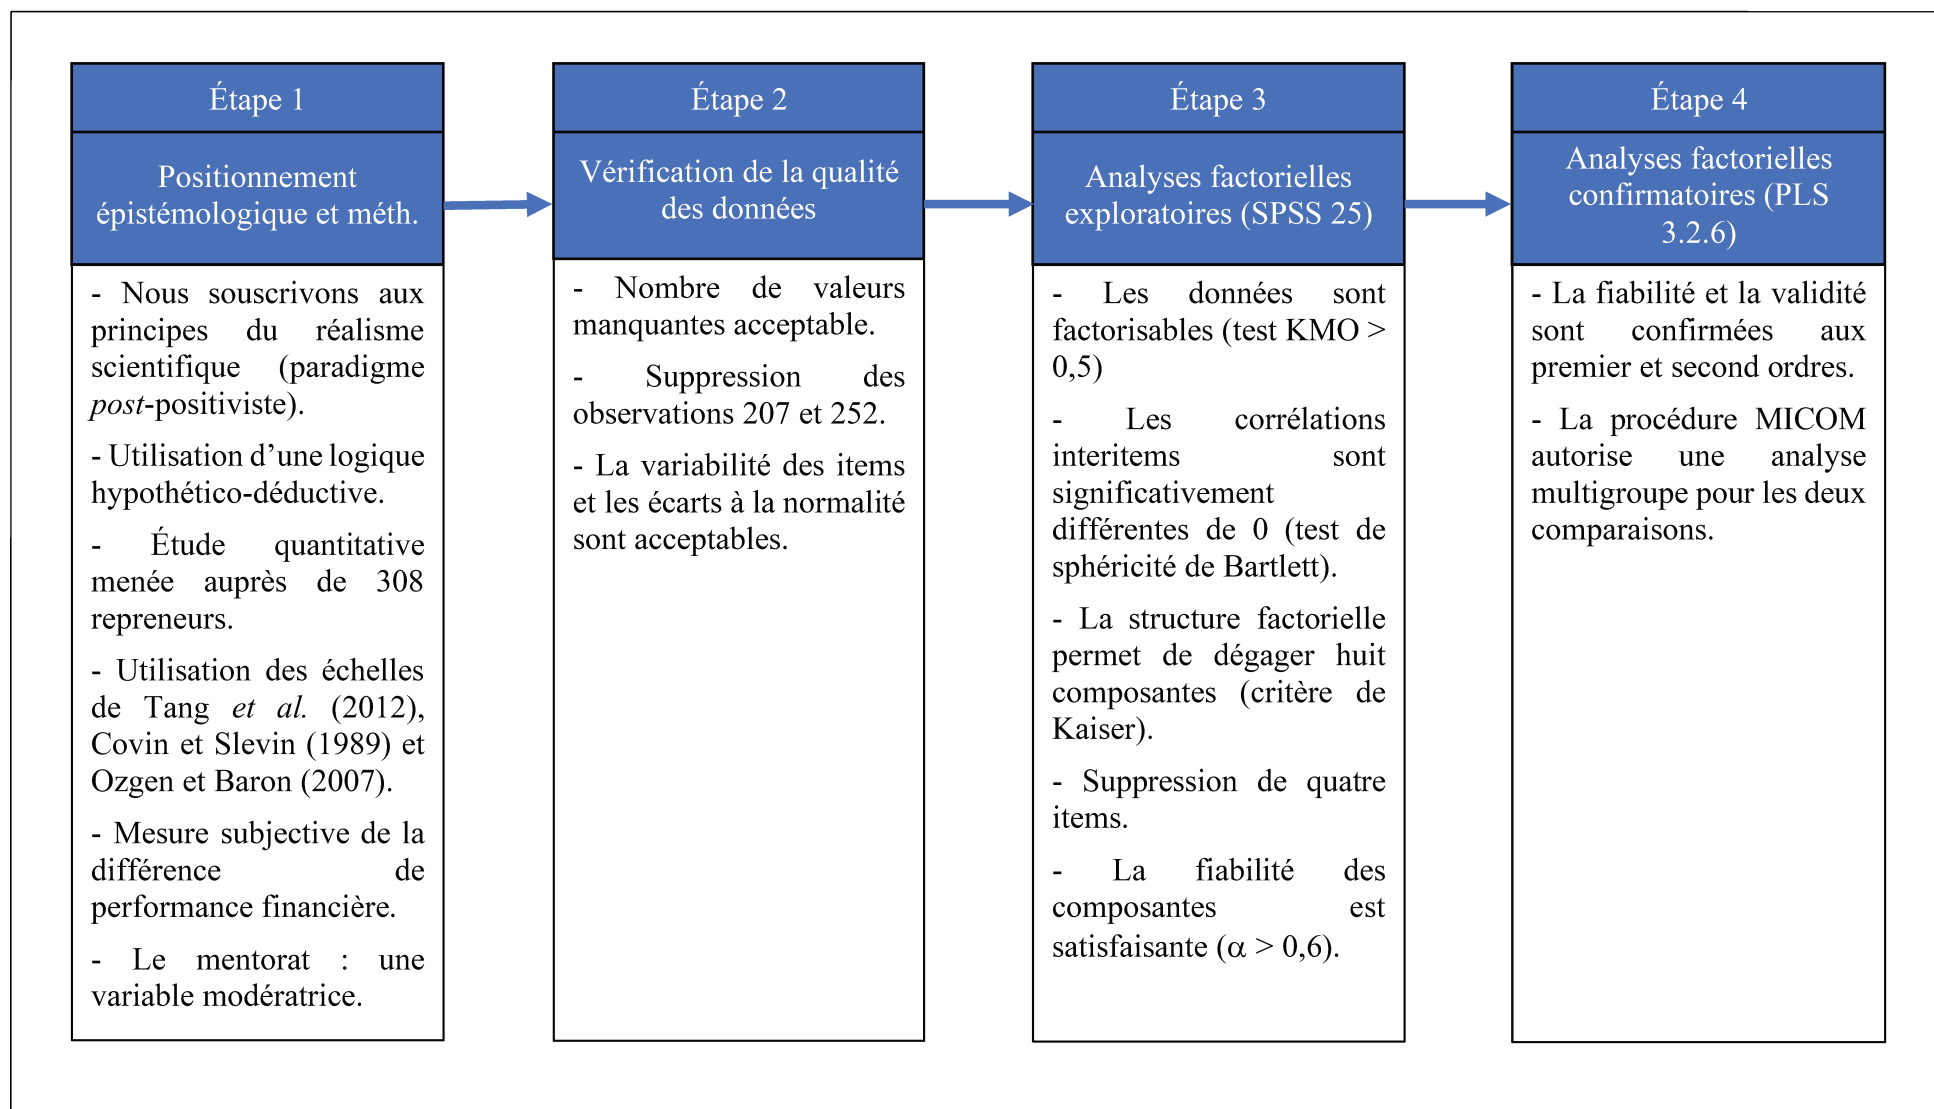 Étape 1
Positionnement
épistémologique et méth.
- Nous souscrivons aux
principes du réalisme
scientifique (paradigme
post-positiviste).
- Utilisation d’une logique
hypothético-déductive.
- Étude quantitative
menée auprès de 308
repreneurs.
- Utilisation des échelles
de Tang et al. (2012),
Covin et Slevin (1989) et
Ozgen et Baron (2007).
- Mesure subjective de la
différence de
performance financière.
- Le mentorat : une
variable modératrice.
Étape 2
Vérification de la qualité
des données
- Nombre de valeurs
manquantes acceptable.
- Suppression des
observations 207 et 252.
- La variabilité des items
et les écarts à la normalité
sont acceptables.
Étape 3
Analyses factorielles
exploratoires (SPSS 25)
- Les données sont
factorisables (test KMO >
0,5)
- Les corrélations
interitems sont
significativement
différentes de 0 (test de
sphéricité de Bartlett).
- La structure factorielle
permet de dégager huit
composantes (critère de
Kaiser).
- Suppression de quatre
items.
- La fiabilité des
composantes est
satisfaisante (α > 0,6).
Étape 4
Analyses factorielles
confirmatoires (PLS
3.2.6)
- La fiabilité et la validité
sont confirmées aux
premier et second ordres.
- La procédure MICOM
autorise une analyse
multigroupe pour les deux
comparaisons.